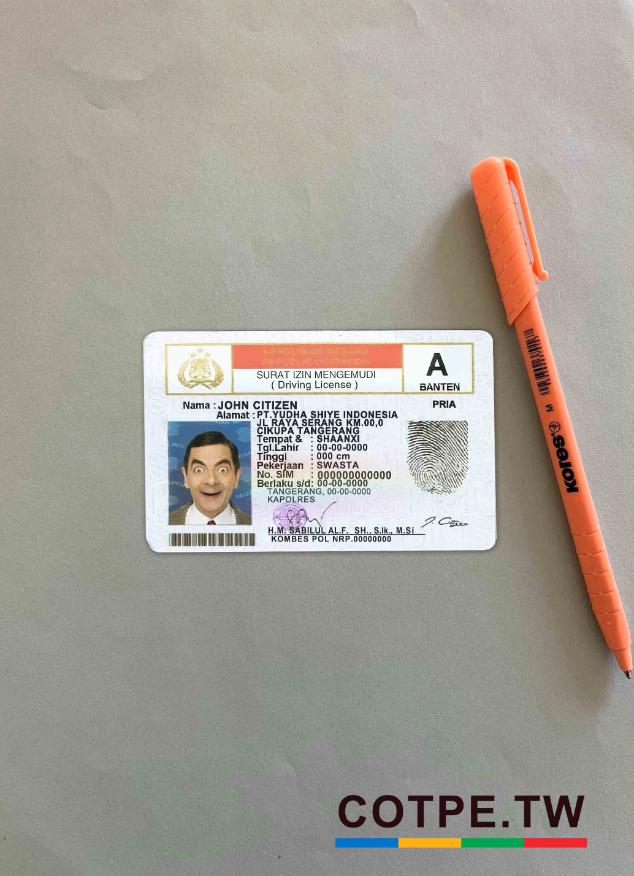 KEPOLISIAN NEGARA
REPUBLIK INDONESIA
SURAT IZIN MENGEMUDI
( Driving License )
A
BANTEN
Nama : JOHN CITIZEN
PRIA
Alamat : PT.YUDHA SHIYE INDONESIA
JL RAYA SERANG KM.00,0
CIKUPA TANGERANG
Tempat & : SHAANXI
Tgl.Lahir : 00-00-0000
Tinggi : 000 cm
Pekerjaan : SWASTA
No. SIM : 000000000000
Berlaku s/d: 00-00-0000
TANGERANG, 00-00-0000
KAPOLRES
H.M. SABILUL AL.F. SH., S.Ik., M.Si
KOMBES POL NRP.00000000
kores
M
COTPE.TW